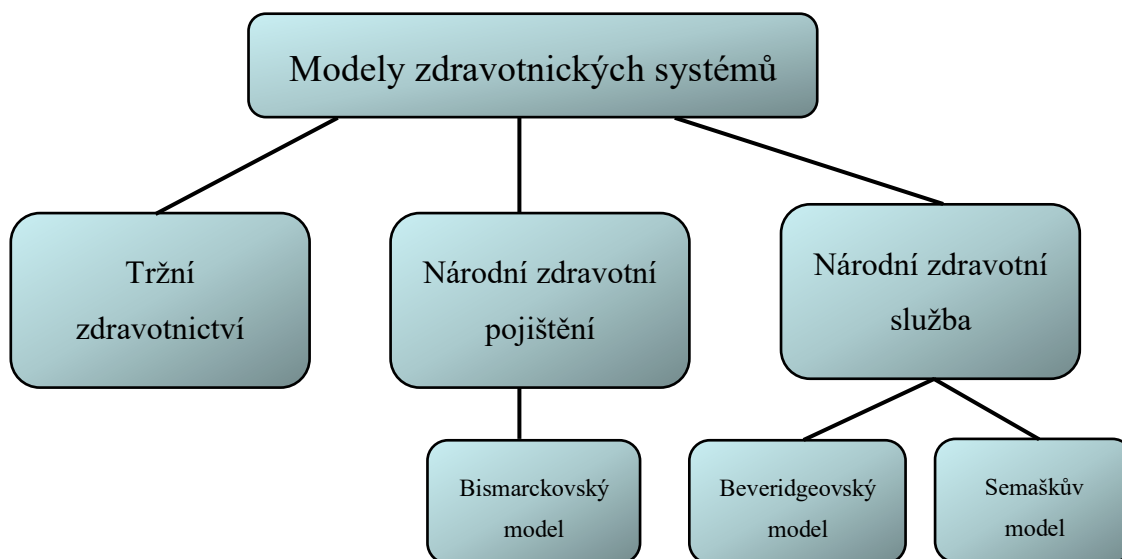 Modely zdravotnických systémů
Tržní
zdravotnictví
Národní zdravotní
pojištění
Národní zdravotní
služba
Bismarckovský
model
Beveridgeovský
model
Semaškův
model